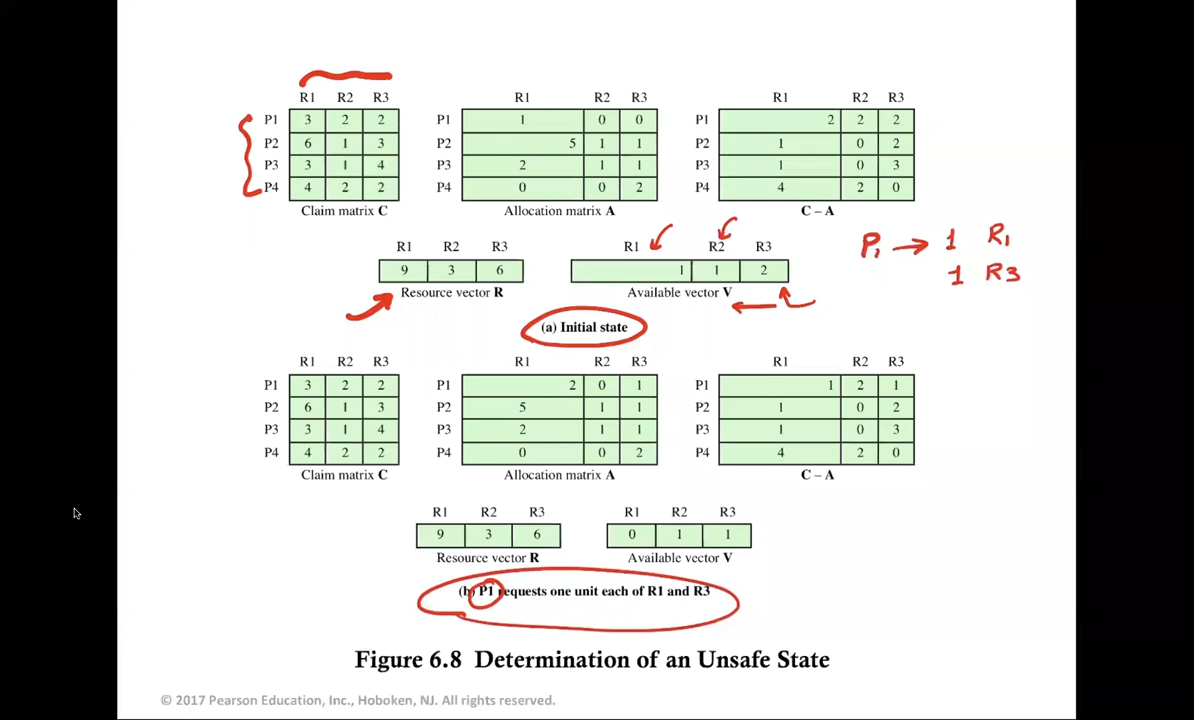 R1 R2 R3 R1 R2 R3 R1 R2 R3
P1 3 2 2 P1 1 0 0 P1 2 2 2
P2 6 1 3 P2 5 1 1 P2 1 0 2
P3 3 1 4 P3 2 1 1 P3 1 0 3
P4 4 2 2 P4 0 0 2 P4 4 2 0
Claim matrix C Allocation matrix A C – A
R1 R2 R3 R1 R2 R3
P1 → 1 R1
9 3 6 1 1 2
1 R3
Resource vector R Available vector V
(a) Initial state
R1 R2 R3 R1 R2 R3 R1 R2 R3
P1 3 2 2 P1 2 0 1 P1 1 2 1
P2 6 1 3 P2 5 1 1 P2 1 0 2
P3 3 1 4 P3 2 1 1 P3 1 0 3
P4 4 2 2 P4 0 0 2 P4 4 2 0
Claim matrix C Allocation matrix A C – A
R1 R2 R3 R1 R2 R3
9 3 6 0 1 1
Resource vector R Available vector V
(b) P1 requests one unit each of R1 and R3
Figure 6.8 Determination of an Unsafe State
© 2017 Pearson Education, Inc., Hoboken, NJ. All rights reserved.